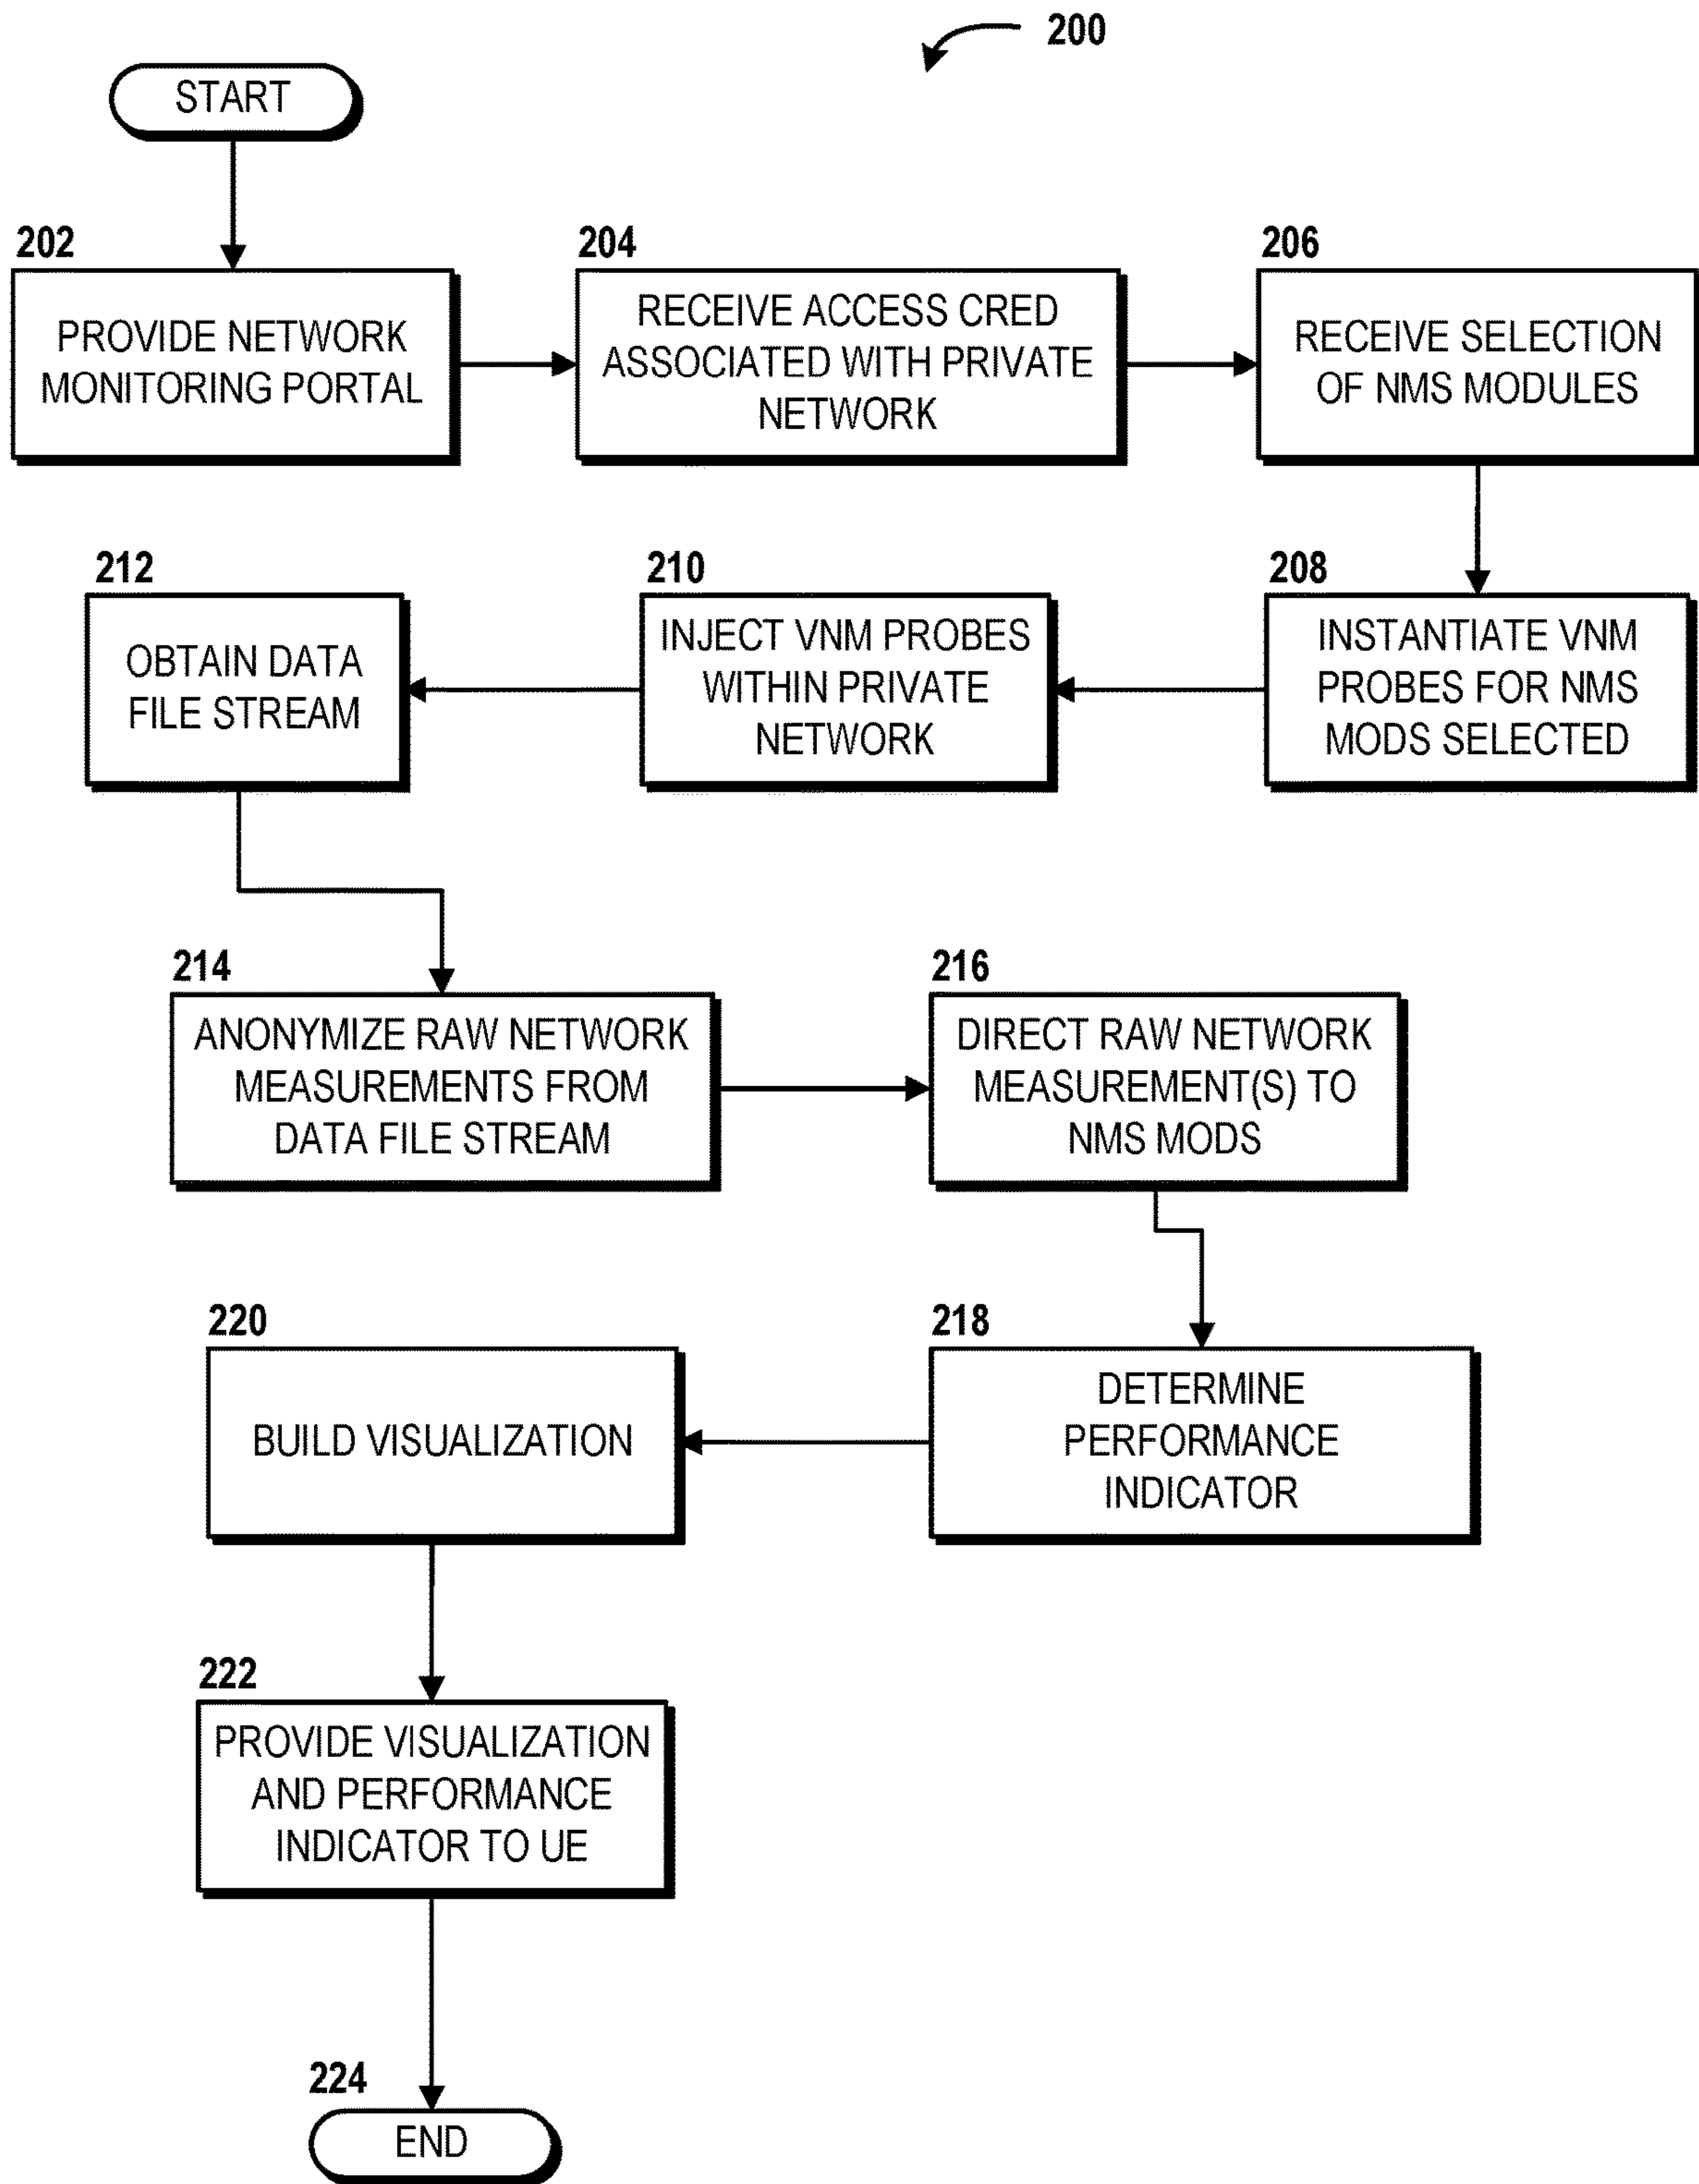 200
START
202
PROVIDE NETWORK
MONITORING PORTAL
204
RECEIVE ACCESS CRED
ASSOCIATED WITH PRIVATE
NETWORK
206
RECEIVE SELECTION
OF NMS MODULES
208
INSTANTIATE VNM
PROBES FOR NMS
MODS SELECTED
210
INJECT VNM PROBES
WITHIN PRIVATE
NETWORK
212
OBTAIN DATA
FILE STREAM
214
ANONYMIZE RAW NETWORK
MEASUREMENTS FROM
DATA FILE STREAM
216
DIRECT RAW NETWORK
MEASUREMENT(S) TO
NMS MODS
218
DETERMINE
PERFORMANCE
INDICATOR
220
BUILD VISUALIZATION
222
PROVIDE VISUALIZATION
AND PERFORMANCE
INDICATOR TO UE
224
END